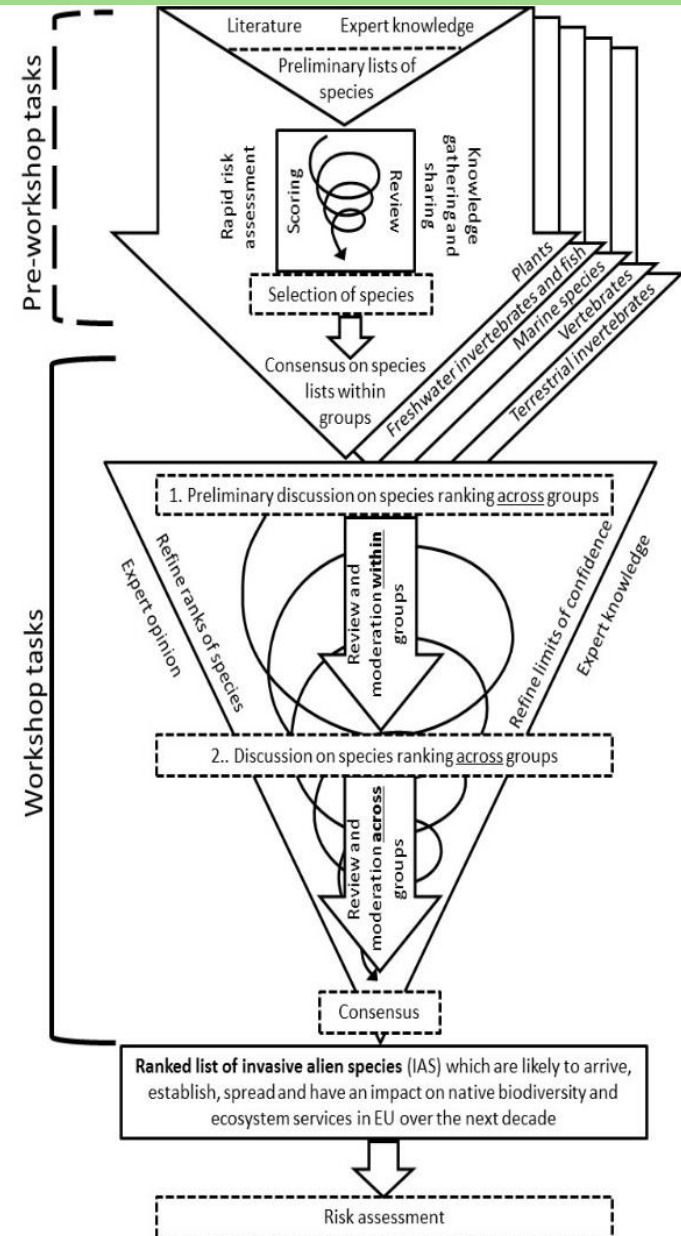 Pre-workshop tasks
Literature Expert knowledge
Preliminary lists of
species
Rapid risk
assessment
Scoring
Review
Knowledge
gathering and
sharing
Selection of species
Consensus on species
lists within
groups
Plants
Freshwater invertebrates and fish
Marine species
Vertebrates
Terrestrial invertebrates
Workshop tasks
1. Preliminary discussion on species ranking across groups
Refine ranks of species
Expert opinion
Review and
moderation within
groups
Refine limits of confidence
Expert knowledge
2.. Discussion on species ranking across groups
Review and
moderation across
groups
Consensus
Ranked list of invasive alien species (IAS) which are likely to arrive,
establish, spread and have an impact on native biodiversity and
ecosystem services in EU over the next decade
Risk assessment